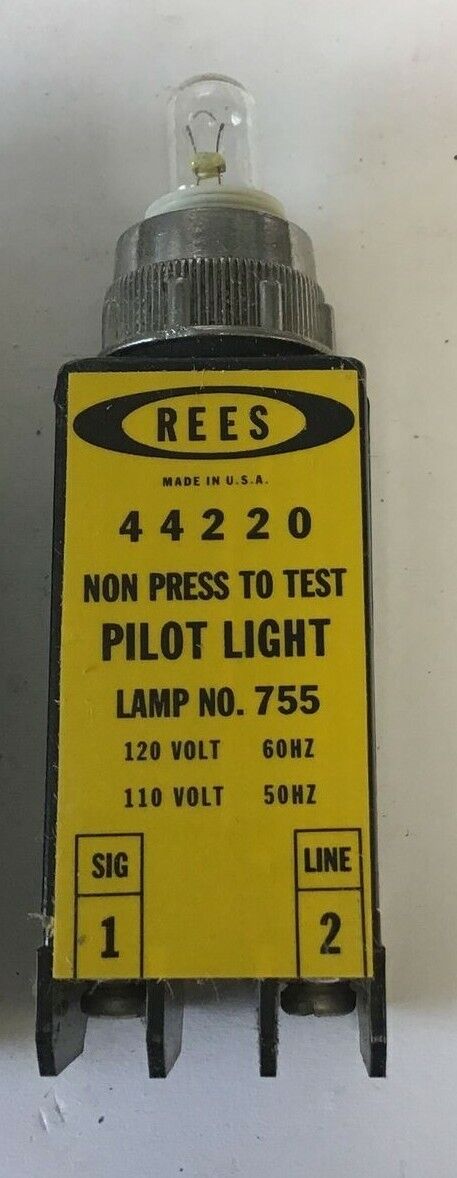 REES
MADE IN U.S.A.
44220
NON PRESS TO TEST
PILOT LIGHT
LAMP NO. 755
120 VOLT 60HZ
110 VOLT 50HZ
SIG LINE
1 2